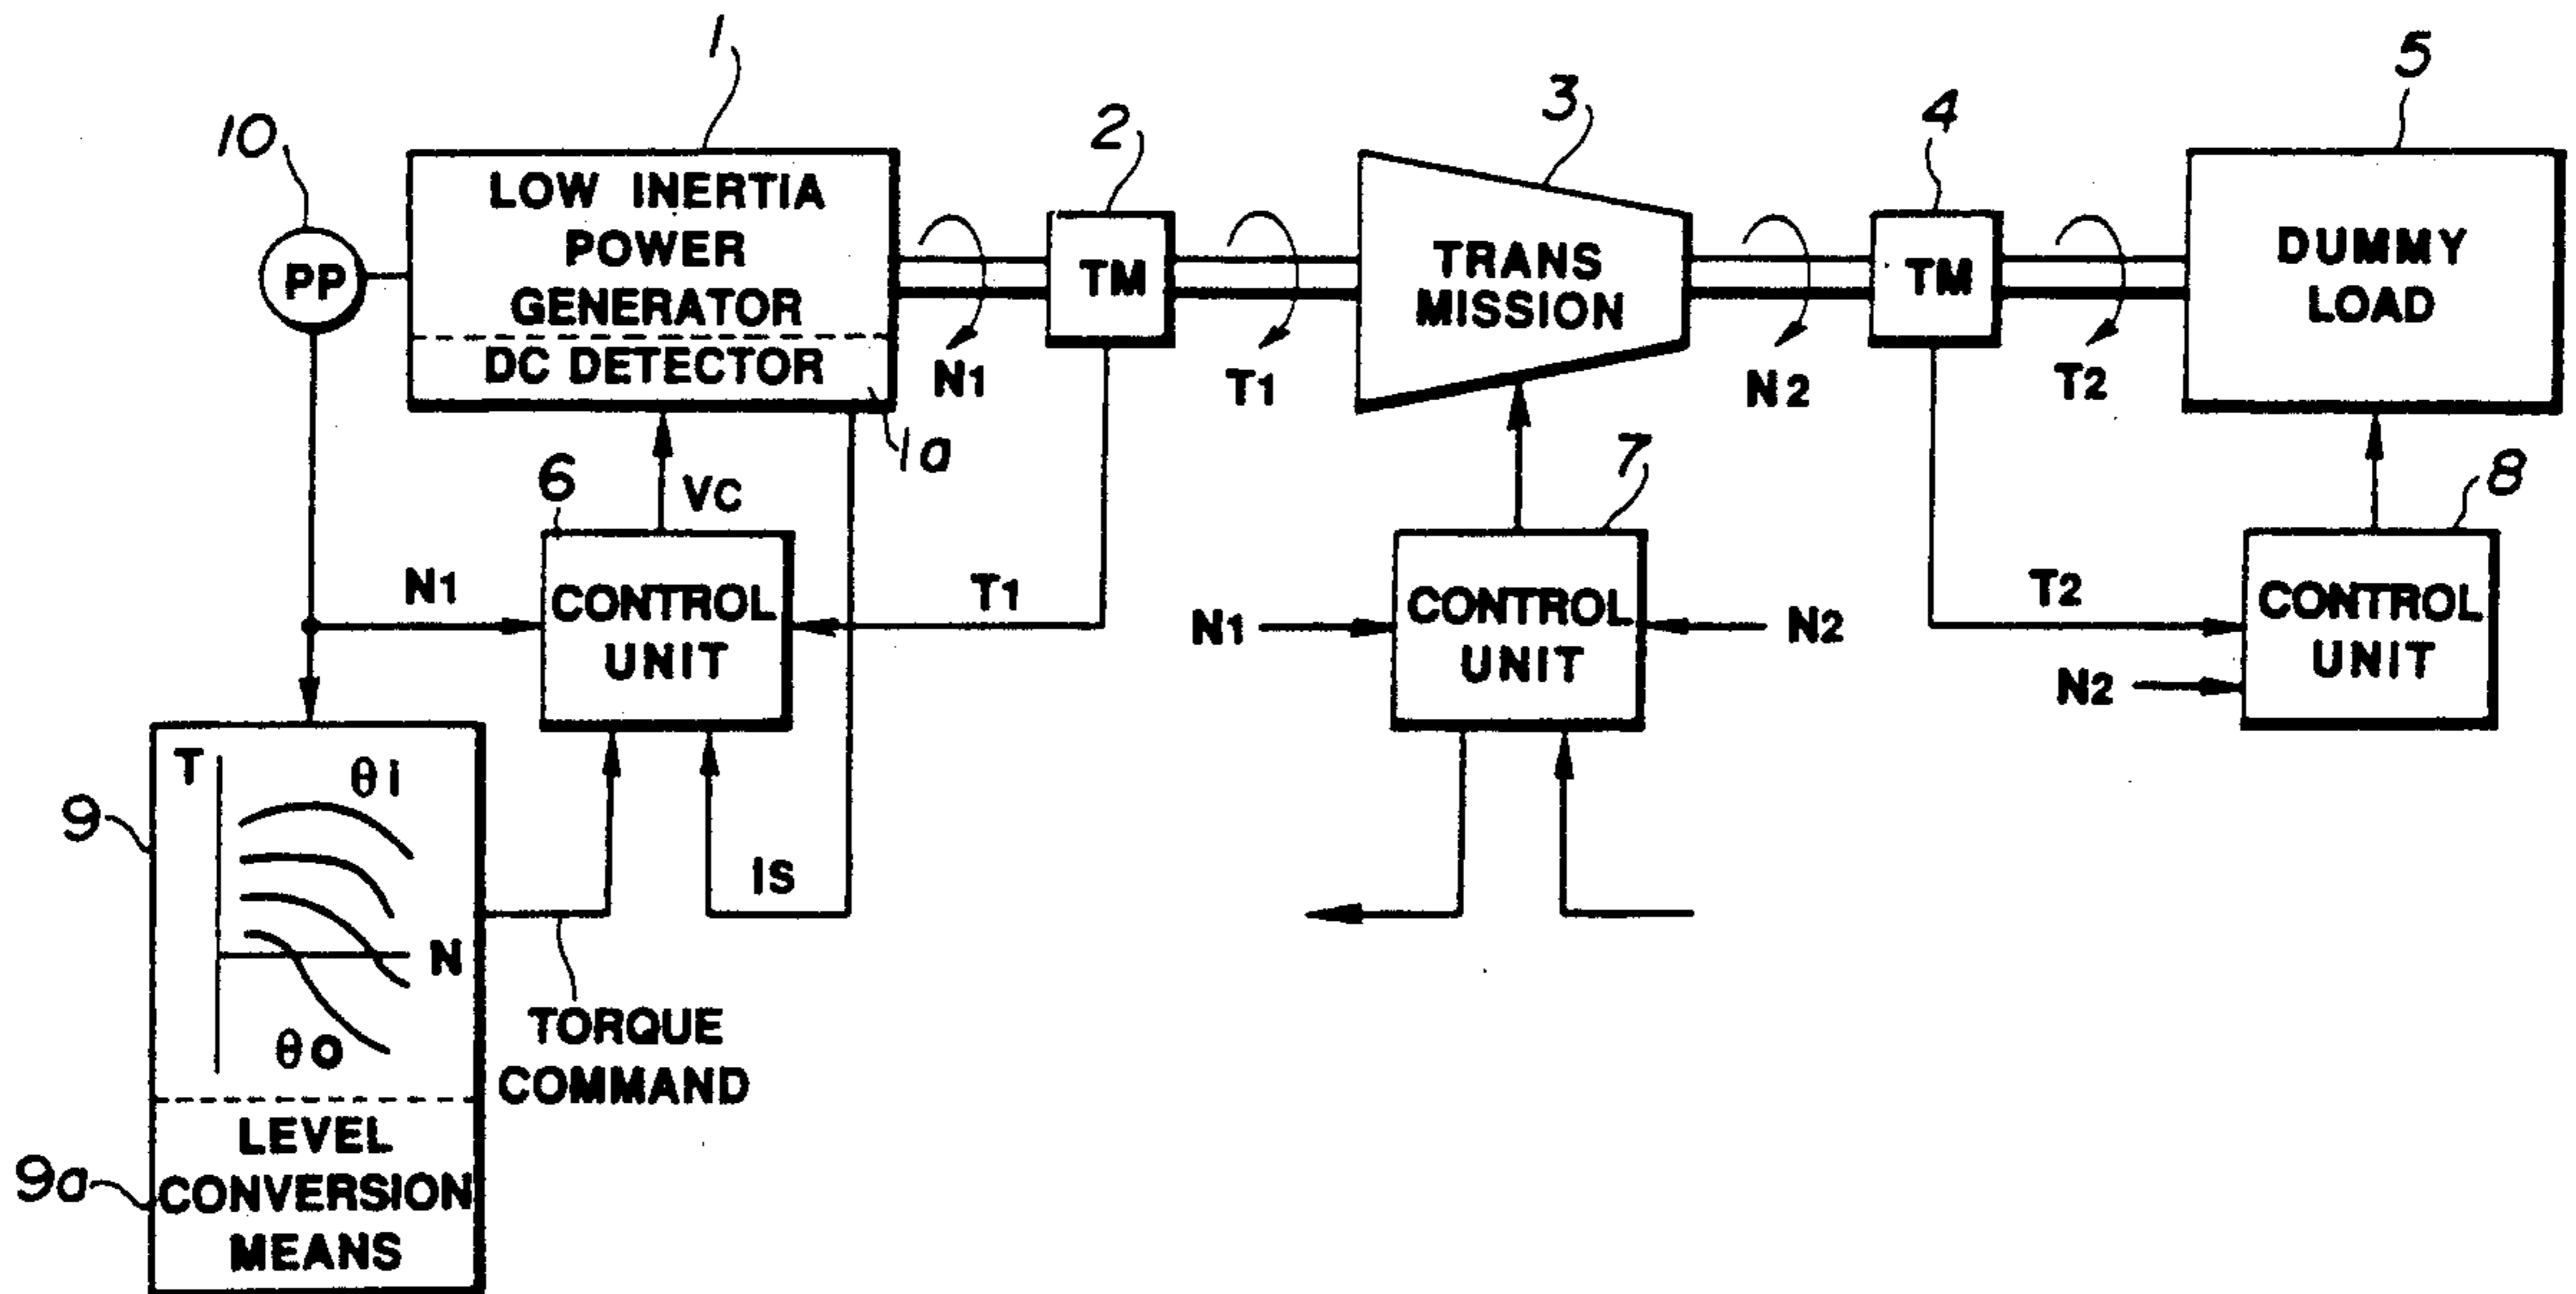 1
10
2
3
4
5
PP
LOW INERTIA
POWER
GENERATOR
DC DETECTOR
1a
N1
TM
T1
TRANS
MISSION
N2
TM
T2
DUMMY
LOAD
VC
6
7
8
N1
CONTROL
UNIT
T1
N1
CONTROL
UNIT
N2
T2
N2
CONTROL
UNIT
9
T
θi
N
θo
IS
TORQUE
COMMAND
9a
LEVEL
CONVERSION
MEANS